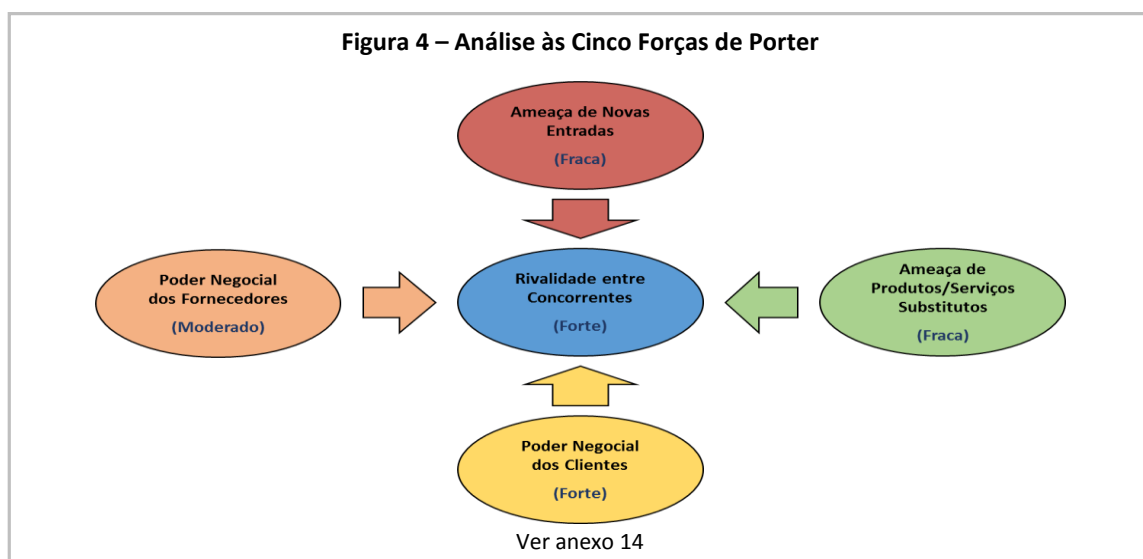 Figura 4 – Análise às Cinco Forças de Porter
Ameaça de Novas
Entradas
(Fraca)
Poder Negocial
dos Fornecedores
(Moderado)
Rivalidade entre
Concorrentes
(Forte)
Ameaça de
Produtos/Serviços
Substitutos
(Fraca)
Poder Negocial
dos Clientes
(Forte)
Ver anexo 14